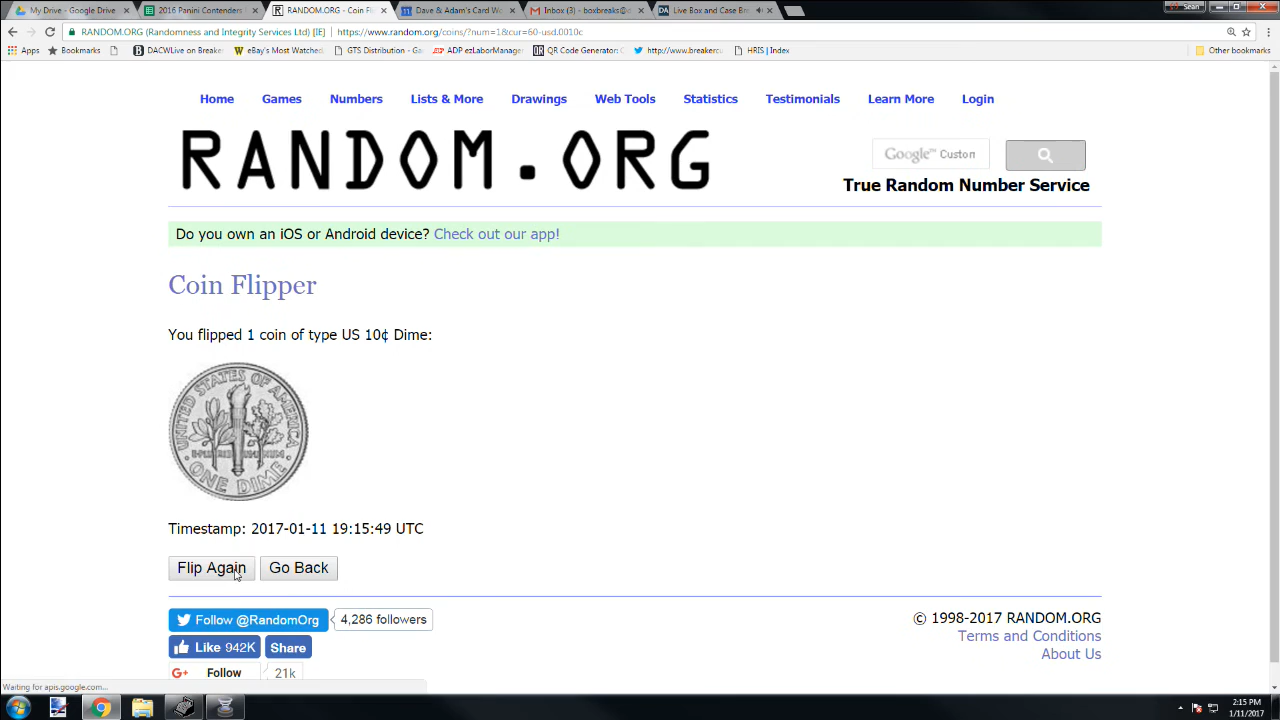 My Drive - Google Drive
2016 Panini Contenders
RANDOM.ORG - Coin Fl
Dave & Adam's Card Wo
Inbox (3) - boxbreaks@d
Live Box and Case Bre
Sean
RANDOM.ORG (Randomness and Integrity Services Ltd) [IE] https://www.random.org/coins/?num=1&cur=60-usd.0010c
Apps Bookmarks DACWLive on Breake eBay's Most Watche GTS Distribution - Ga ADP ezLaborManage QR Code Generator: http://www.breakercu HRIS | Index Other bookmarks
Home Games Numbers Lists & More Drawings Web Tools Statistics Testimonials Learn More Login
RANDOM.ORG
Google™ Custom
True Random Number Service
Do you own an iOS or Android device? Check out our app!
Coin Flipper
You flipped 1 coin of type US 10¢ Dime:
UNITED STATES OF AMERICA
E·PLURIBUS UNUM
ONE DIME
Timestamp: 2017-01-11 19:15:49 UTC
Flip Again Go Back
Follow @RandomOrg 4,286 followers
Like 942K Share
G+ Follow 21k
© 1998-2017 RANDOM.ORG
Terms and Conditions
About Us
Waiting for apis.google.com...
2:15 PM
1/11/2017